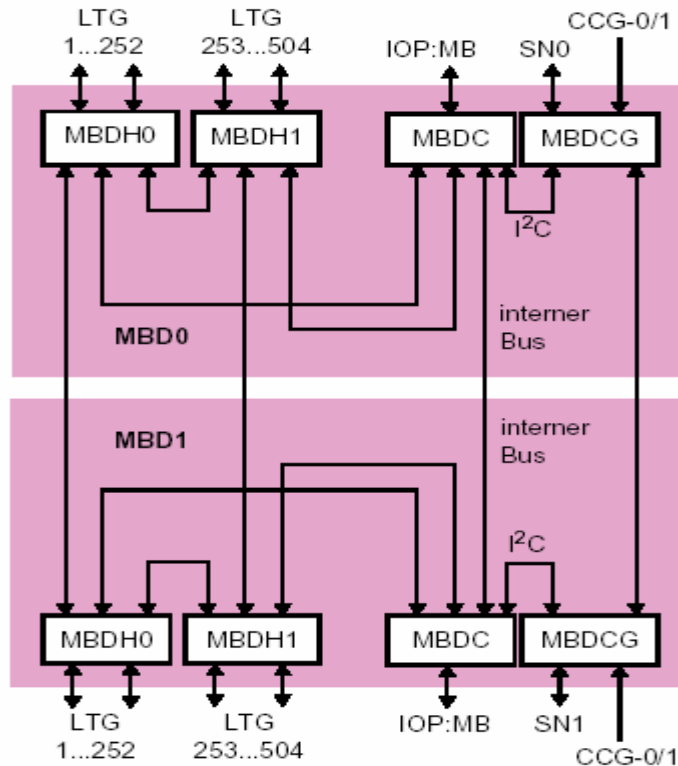 LTG
1...252
LTG
253...504
IOP:MB
SN0
CCG-0/1
MBDH0
MBDH1
MBDC
MBDCG
I²C
MBD0
interner
Bus
MBD1
interner
Bus
I²C
MBDH0
MBDH1
MBDC
MBDCG
LTG
1...252
LTG
253...504
IOP:MB
SN1
CCG-0/1